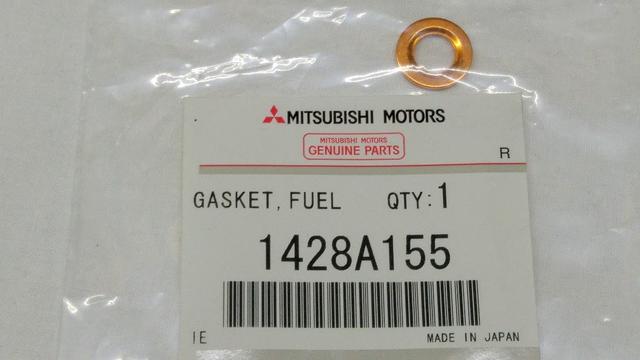 MITSUBISHI MOTORS
MITSUBISHI MOTORS
GENUINE PARTS
R
GASKET, FUEL QTY:1
1428A155
IE MADE IN JAPAN